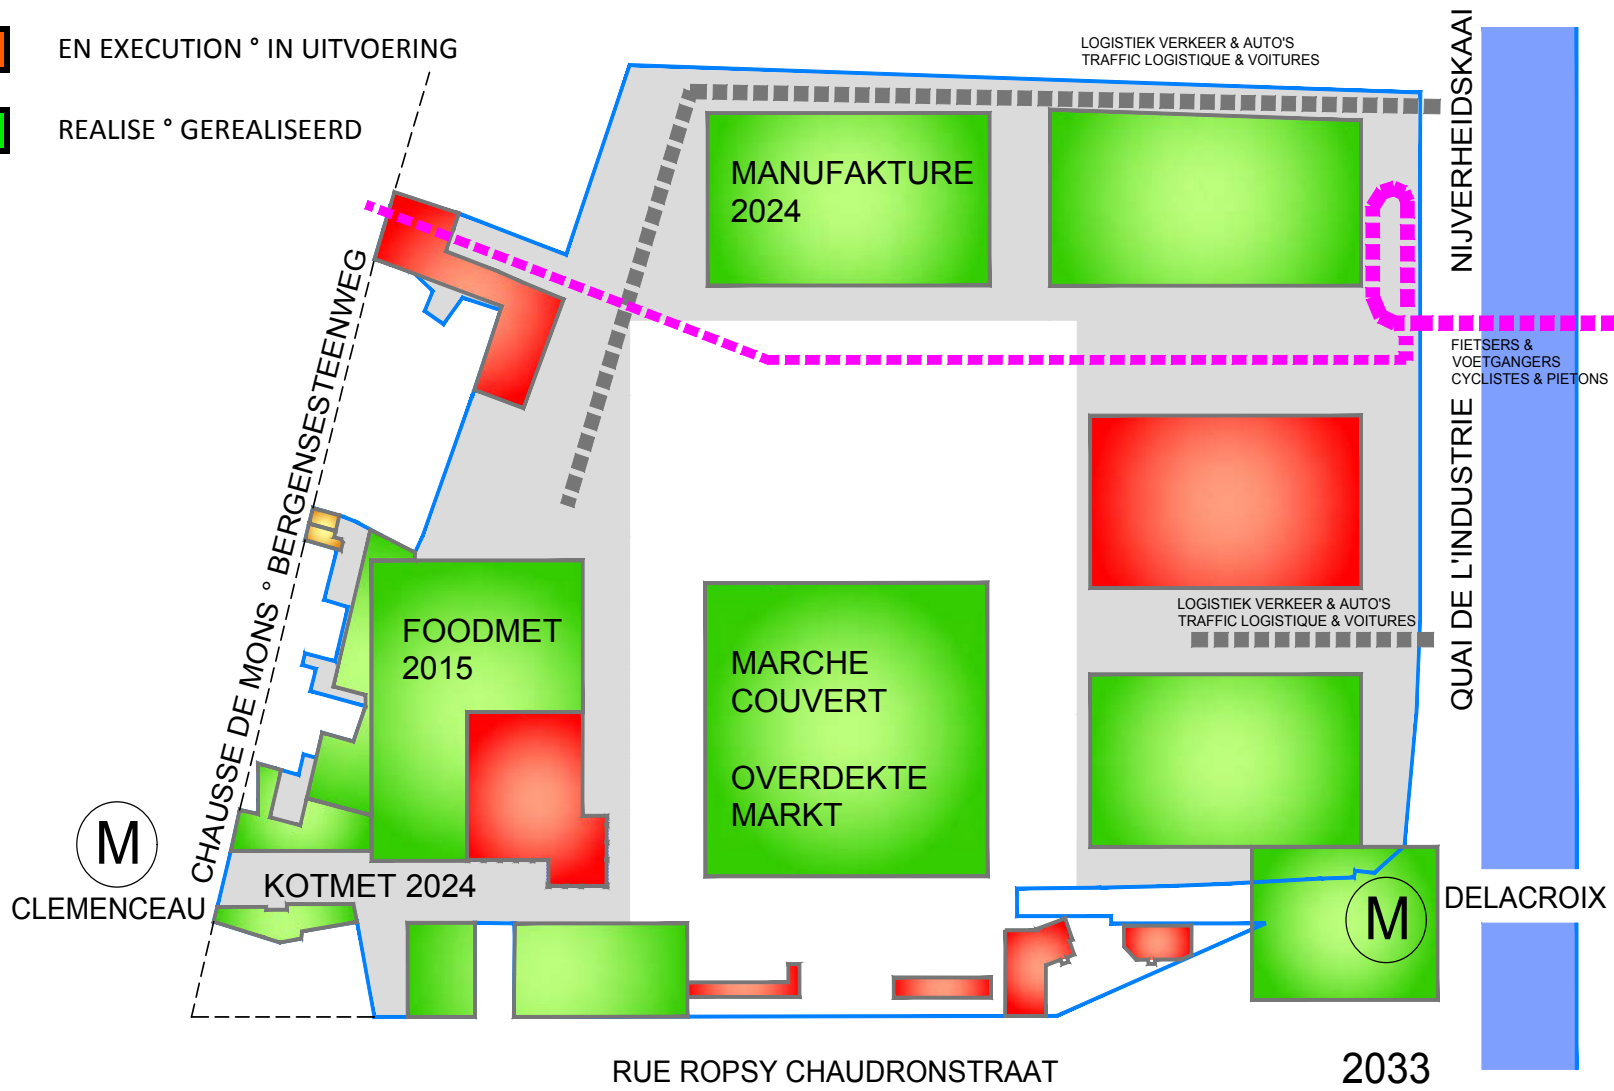 EN EXECUTION ° IN UITVOERING
REALISE ° GEREALISEERD
LOGISTIEK VERKEER & AUTO'S
TRAFFIC LOGISTIQUE & VOITURES
NIJVERHEIDSKAAI
MANUFAKTURE
2024
FIETSERS &
VOETGANGERS
CYCLISTES & PIETONS
CHAUSSE DE MONS ° BERGENSESTEENWEG
QUAI DE L'INDUSTRIE
LOGISTIEK VERKEER & AUTO'S
TRAFFIC LOGISTIQUE & VOITURES
FOODMET
2015
MARCHE
COUVERT
OVERDEKTE
MARKT
M
CLEMENCEAU
KOTMET 2024
M
DELACROIX
RUE ROPSY CHAUDRONSTRAAT
2033